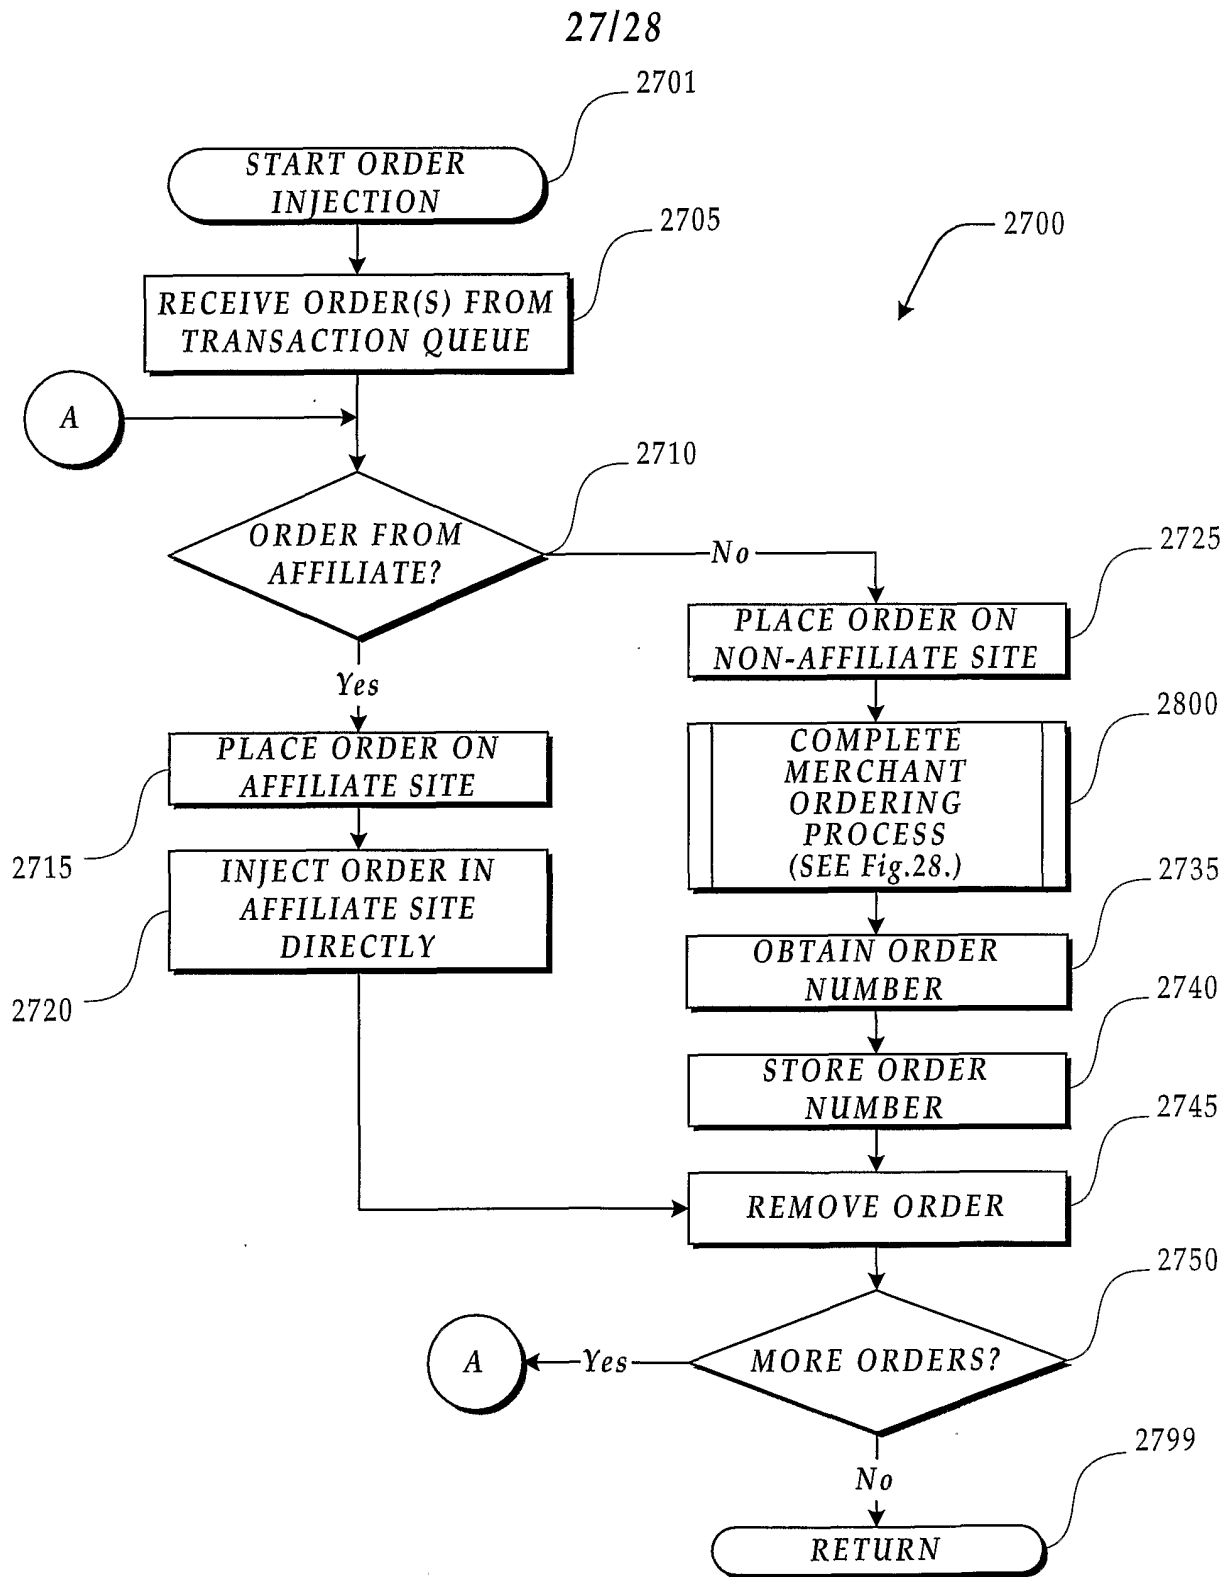 27/28
2701
START ORDER
INJECTION
2705
2700
RECEIVE ORDER(S) FROM
TRANSACTION QUEUE
A
2710
ORDER FROM
AFFILIATE?
No
2725
PLACE ORDER ON
NON-AFFILIATE SITE
Yes
2800
PLACE ORDER ON
AFFILIATE SITE
COMPLETE
MERCHANT
ORDERING
PROCESS
(SEE Fig.28.)
2715
INJECT ORDER IN
AFFILIATE SITE
DIRECTLY
2735
OBTAIN ORDER
NUMBER
2720
2740
STORE ORDER
NUMBER
2745
REMOVE ORDER
2750
MORE ORDERS?
Yes
A
No
2799
RETURN